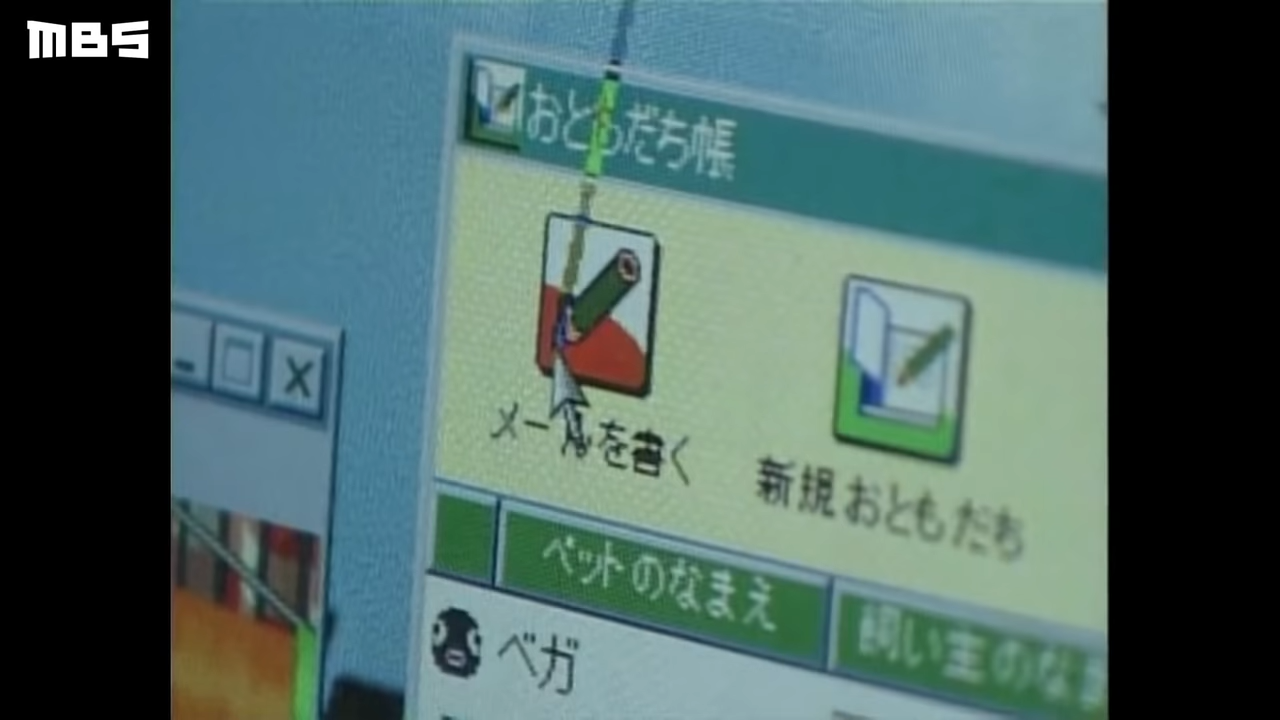 MBS
おともだち帳
メールを書く
新規おともだち
ペットのなまえ
飼い主のなま
ベガ